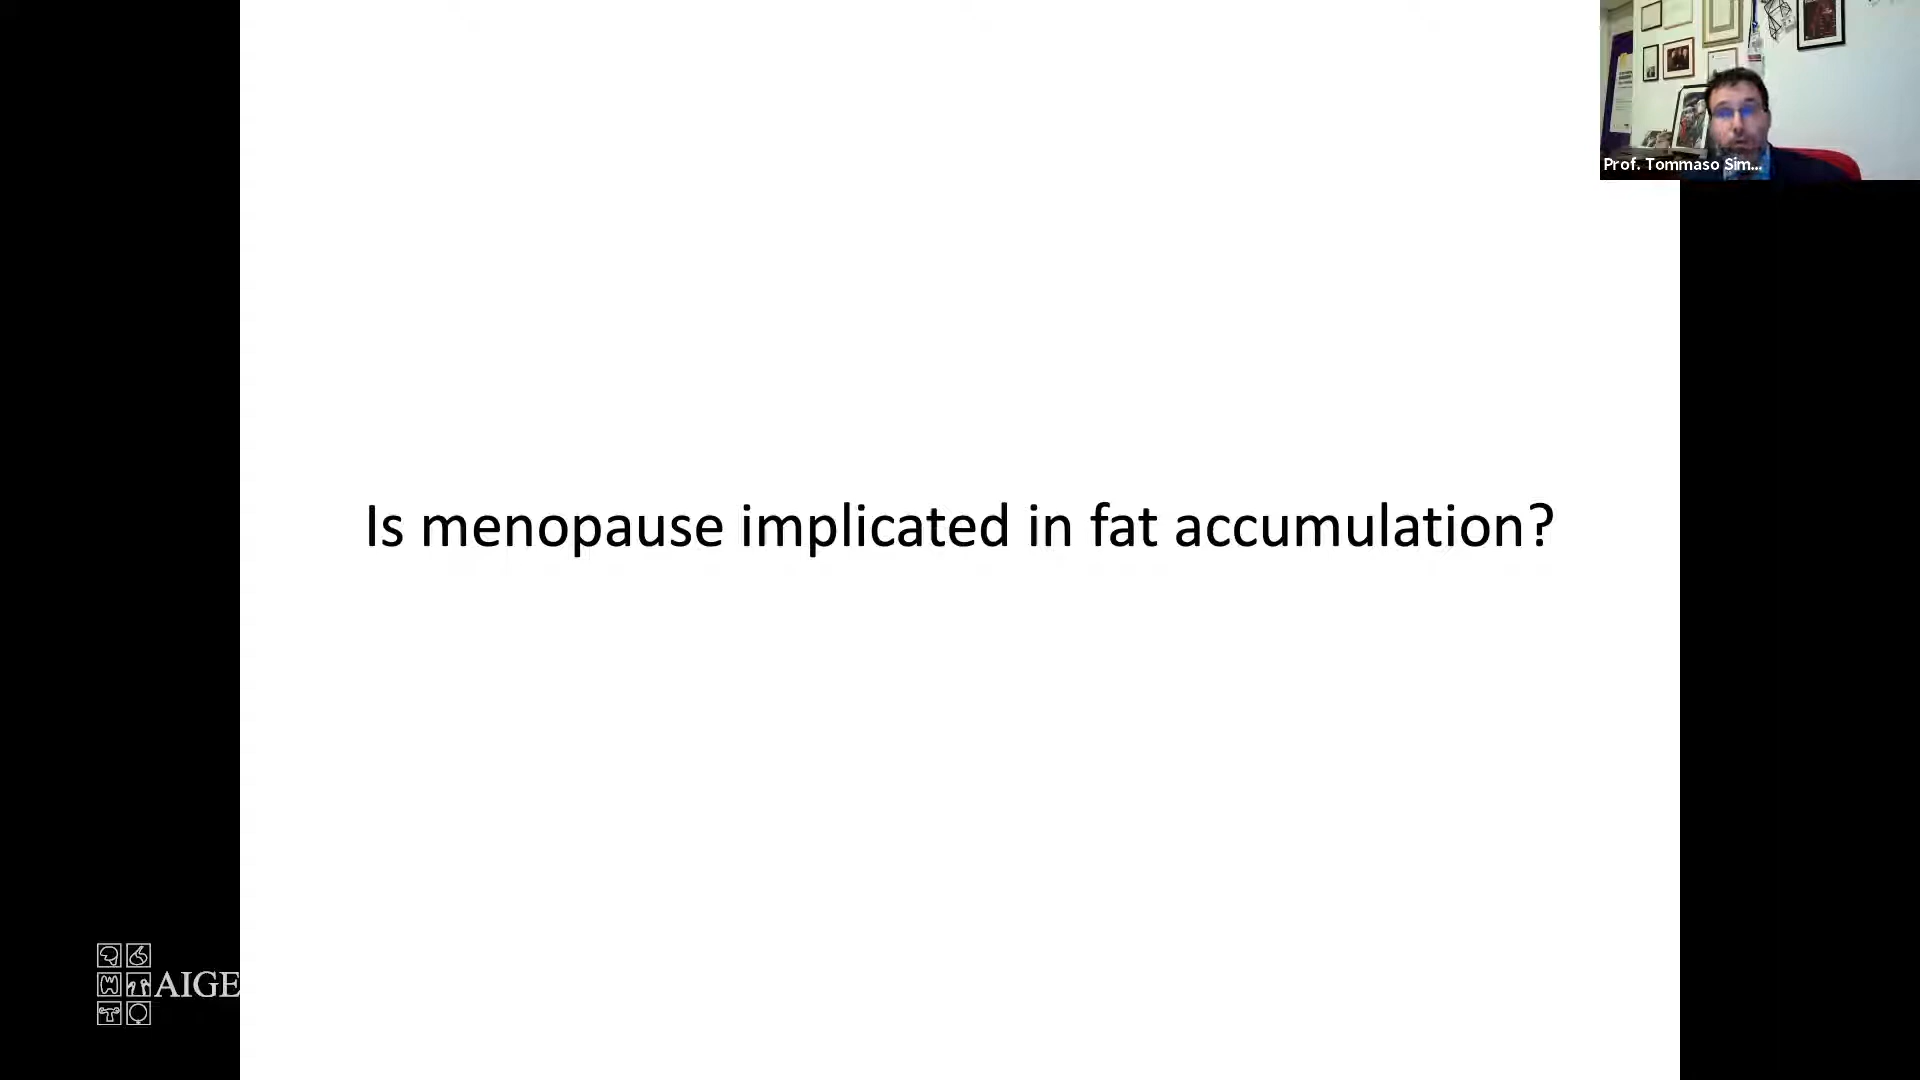 Prof. Tommaso Sim...
Is menopause implicated in fat accumulation?
AIGE